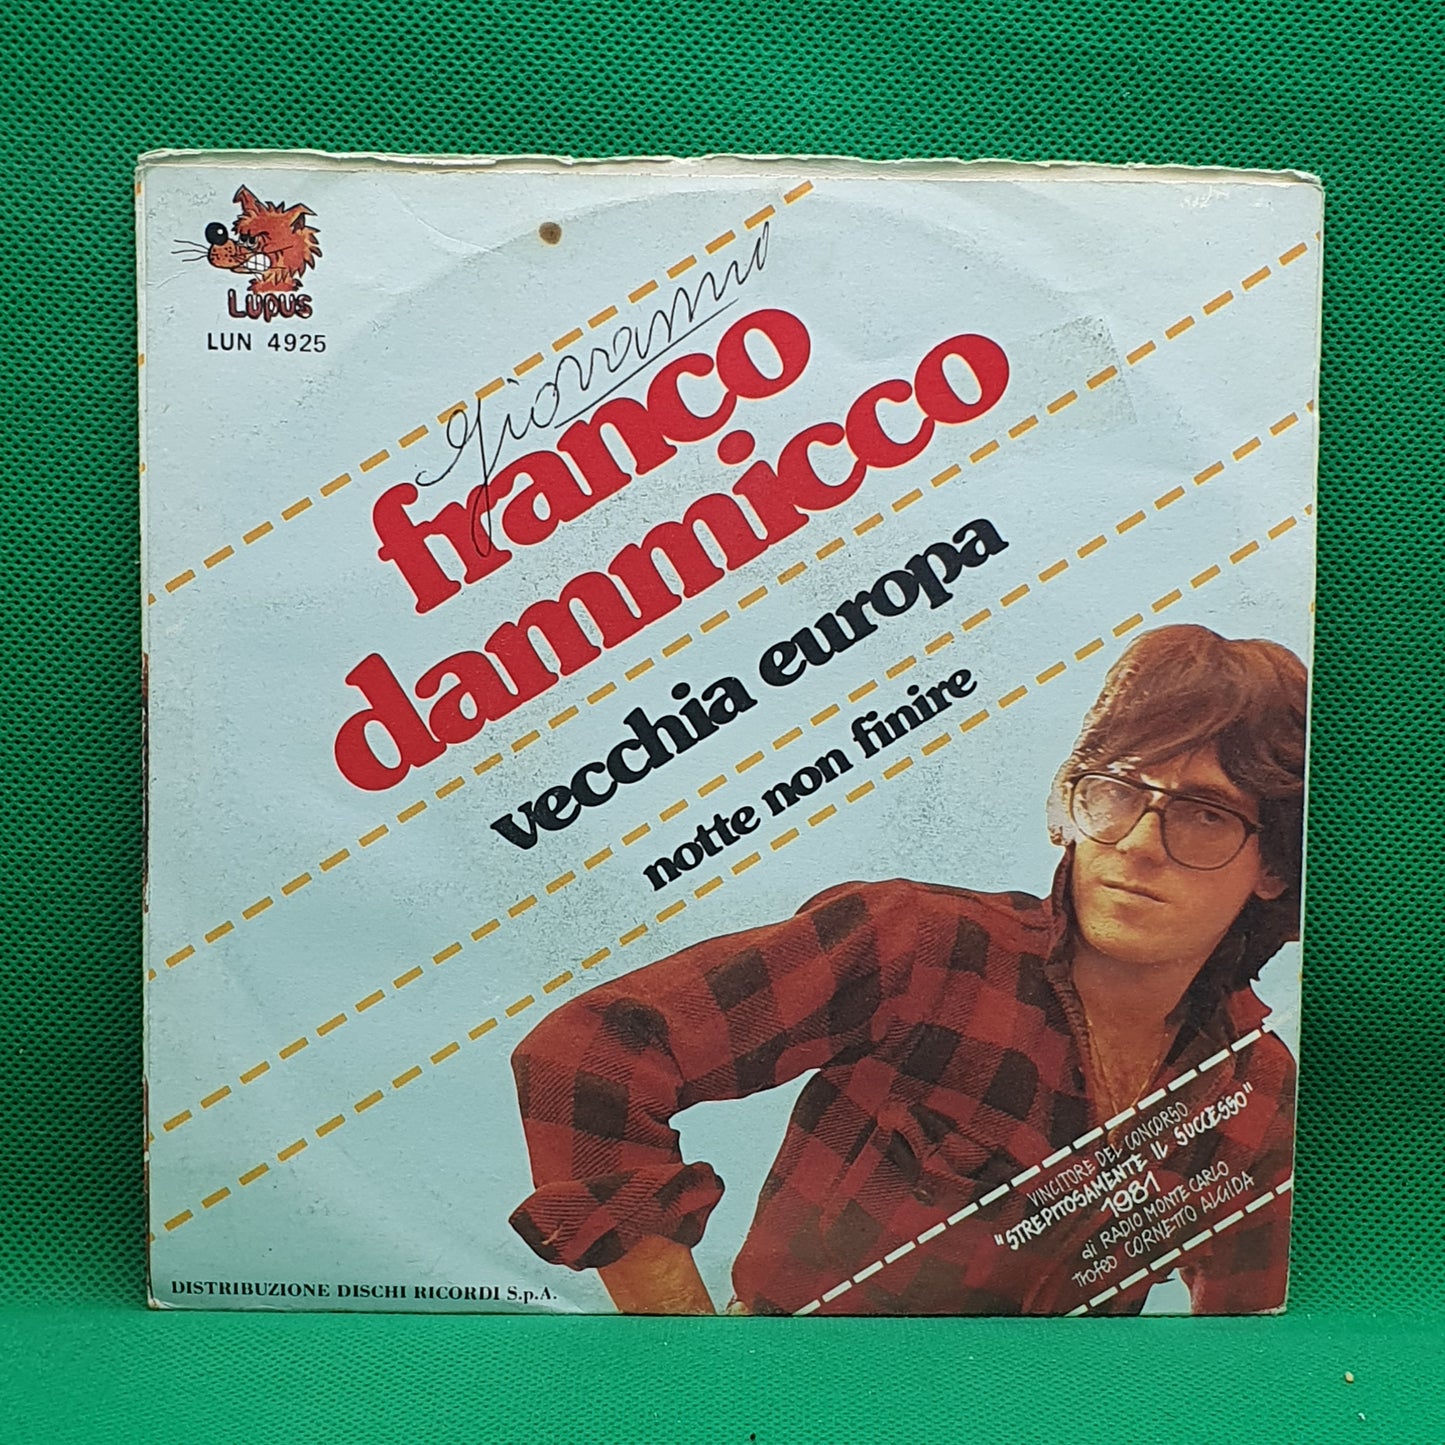 Lupus
LUN 4925
Giovanni
franco
dammicco
vecchia europa
notte non finire
VINCITORE DEL CONCORSO
"STREPITOSAMENTE IL SUCCESSO"
1981
di RADIO MONTE CARLO
Trofeo CORNETTO ALGIDA
DISTRIBUZIONE DISCHI RICORDI S.p.A.